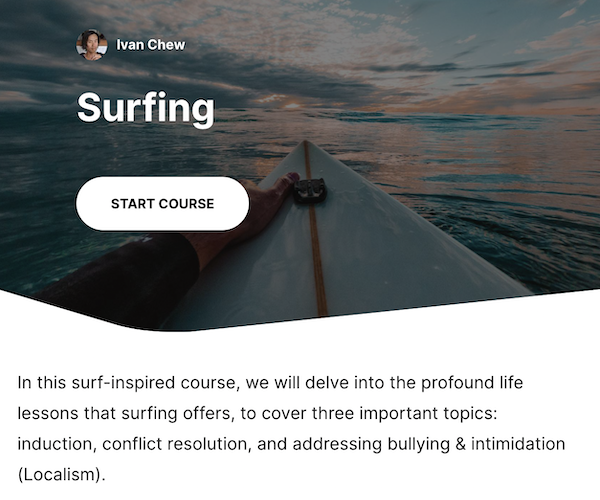 Ivan Chew
Surfing
START COURSE
In this surf-inspired course, we will delve into the profound life
lessons that surfing offers, to cover three important topics:
induction, conflict resolution, and addressing bullying & intimidation
(Localism).